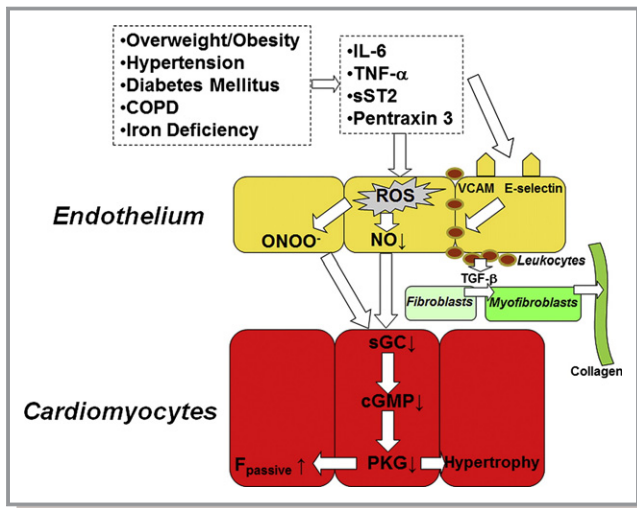 •Overweight/Obesity
•Hypertension
•Diabetes Mellitus
•COPD
•Iron Deficiency
•IL-6
•TNF-α
•sST2
•Pentraxin 3
VCAM E-selectin
ROS
Endothelium
ONOO-
NO↓
Leukocytes
TGF-β
Fibroblasts
Myofibroblasts
Collagen
sGC↓
Cardiomyocytes
cGMP↓
Fpassive ↑
PKG↓
Hypertrophy